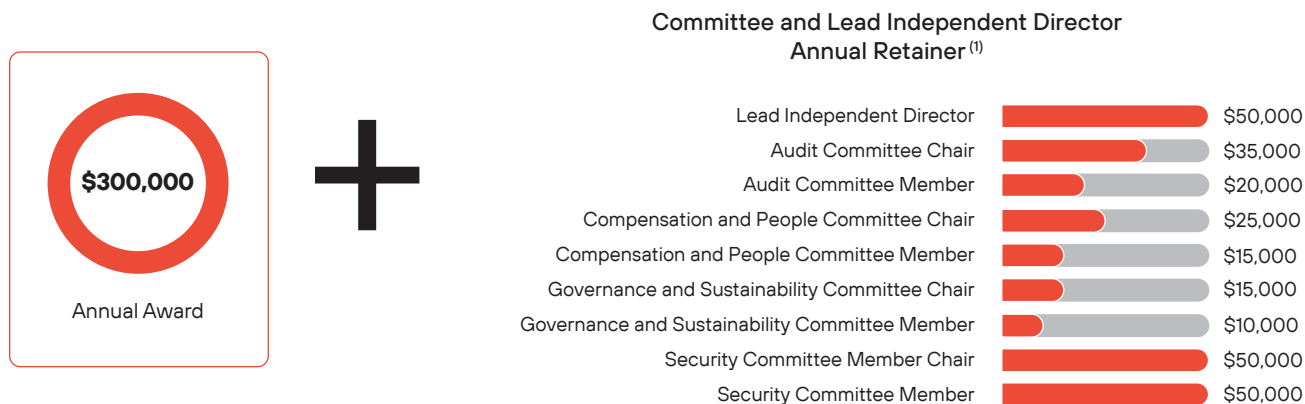 $300,000
Annual Award
Committee and Lead Independent Director
Annual Retainer (1)
Lead Independent Director $50,000
Audit Committee Chair $35,000
Audit Committee Member $20,000
Compensation and People Committee Chair $25,000
Compensation and People Committee Member $15,000
Governance and Sustainability Committee Chair $15,000
Governance and Sustainability Committee Member $10,000
Security Committee Member Chair $50,000
Security Committee Member $50,000